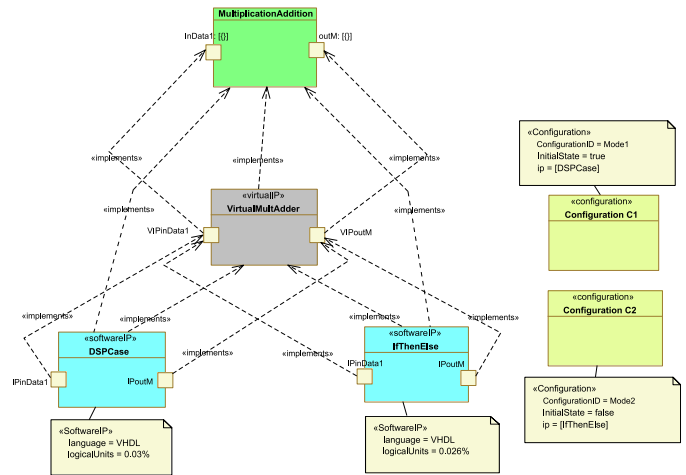 MultiplicationAddition
InData1: [{}]
outM: [{}]
«implements»
«implements»
«implements»
«implements»
«implements»
«virtualIP»
VirtualMultAdder
VIPinData1
VIPoutM
«implements»
«implements»
«implements»
«implements»
«implements»
«implements»
«softwareIP»
DSPCase
IPinData1
IPoutM
«softwareIP»
IfThenElse
IPinData1
IPoutM
«SoftwareIP»
language = VHDL
logicalUnits = 0.03%
«SoftwareIP»
language = VHDL
logicalUnits = 0.026%
«Configuration»
ConfigurationID = Mode1
InitialState = true
ip = [DSPCase]
«configuration»
Configuration C1
«configuration»
Configuration C2
«Configuration»
ConfigurationID = Mode2
InitialState = false
ip = [IfThenElse]